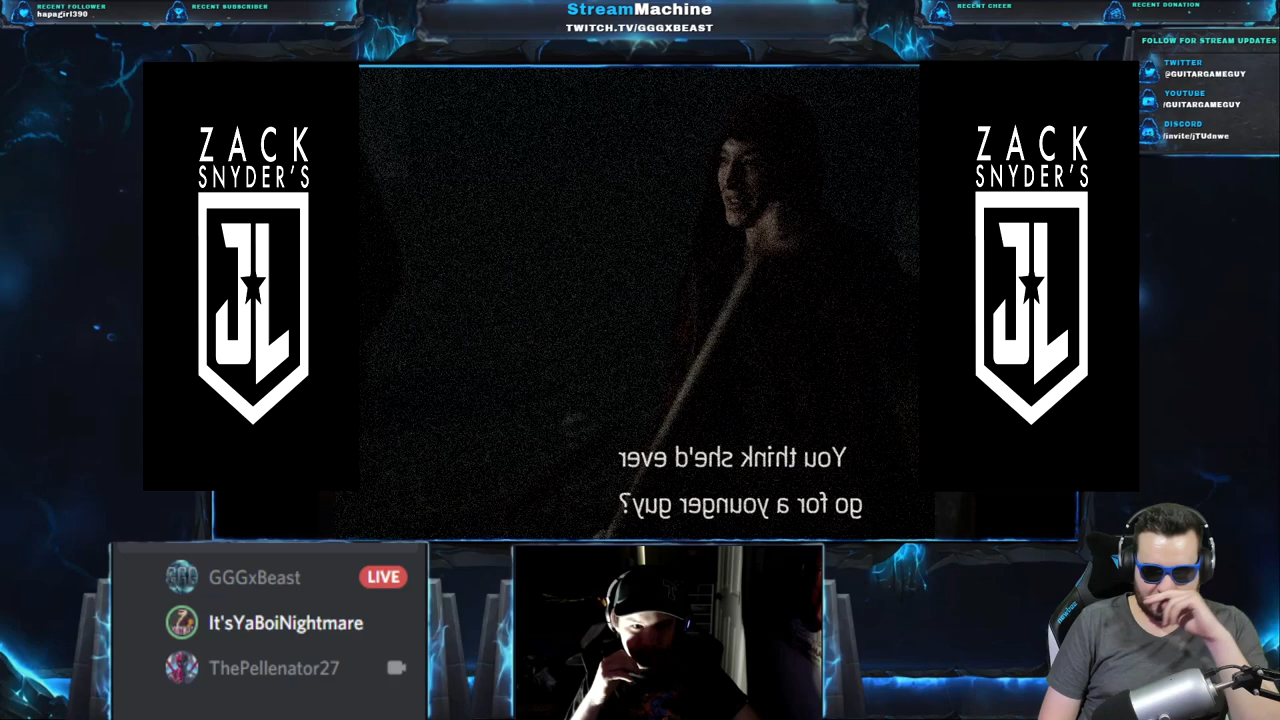 RECENT FOLLOWER
hapagirl390
RECENT SUBSCRIBER
StreamMachine
TWITCH.TV/GGGXBEAST
RECENT CHEER
RECENT DONATION
FOLLOW FOR STREAM UPDATES
TWITTER
@GUITARGAMEGUY
YOUTUBE
/GUITARGAMEGUY
DISCORD
/invite/jTUdnwe
ZACK
SNYDER'S
JL
ZACK
SNYDER'S
JL
You think she'd ever
go for a younger guy?
GGGxBeast
LIVE
It'sYaBoiNightmare
ThePellenator27